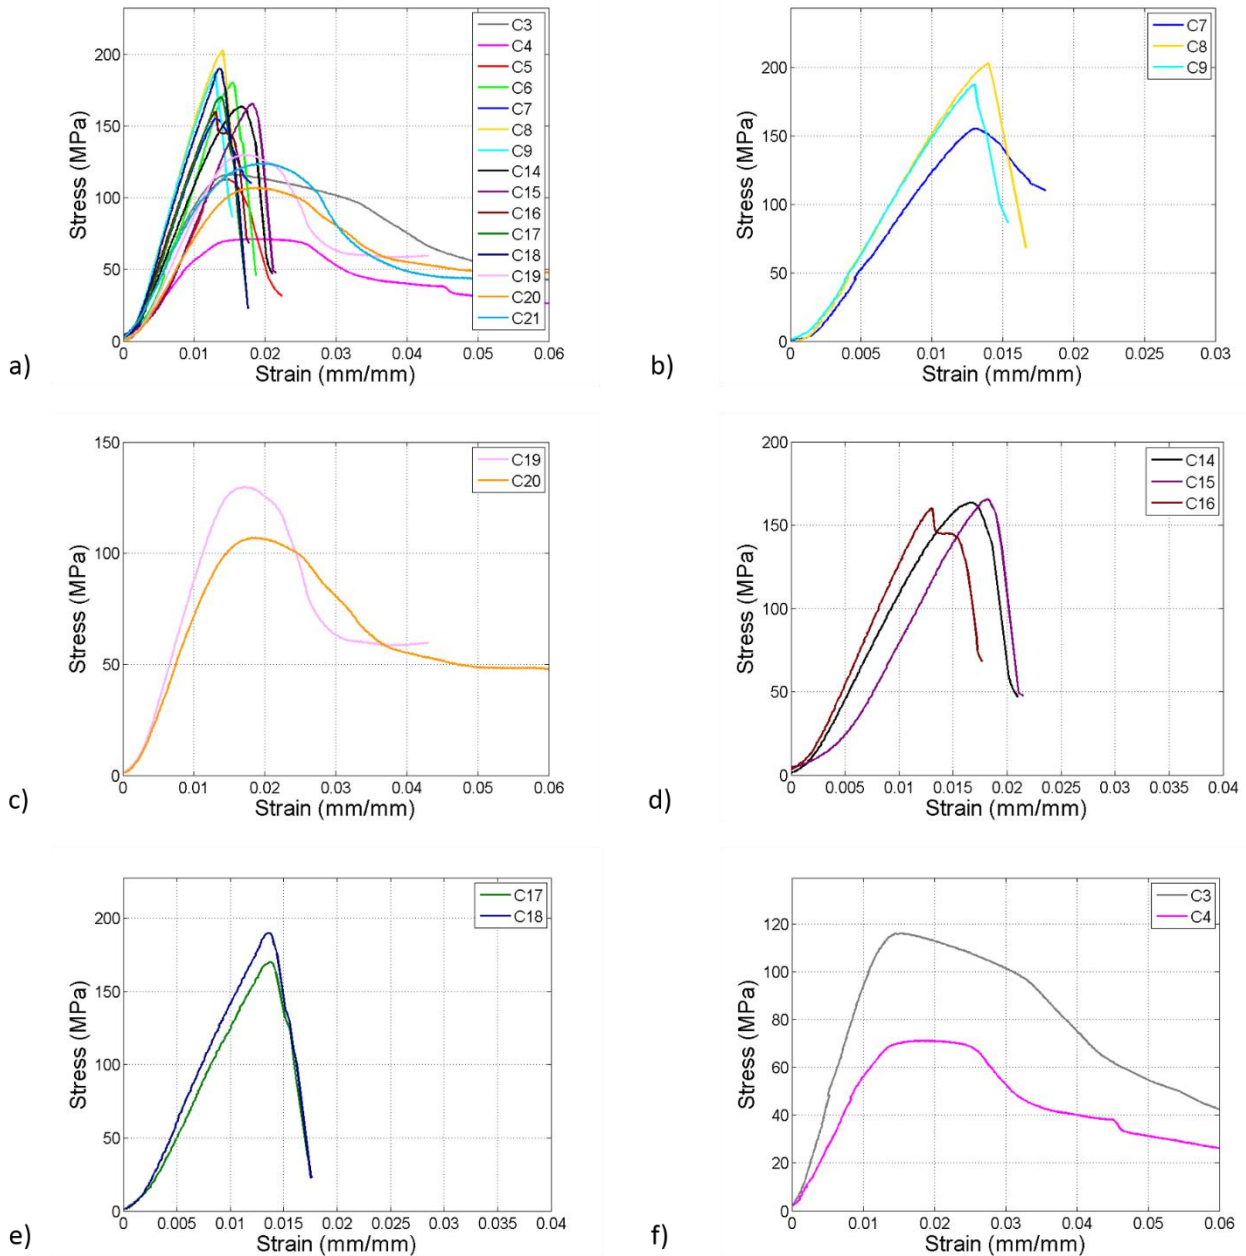 a)
Stress (MPa)
200
150
100
50
0
0 0.01 0.02 0.03 0.04 0.05 0.06
Strain (mm/mm)
C3
C4
C5
C6
C7
C8
C9
C14
C15
C16
C17
C18
C19
C20
C21
b)
Stress (MPa)
200
150
100
50
0
0 0.005 0.01 0.015 0.02 0.025 0.03
Strain (mm/mm)
C7
C8
C9
c)
Stress (MPa)
150
100
50
0
0 0.01 0.02 0.03 0.04 0.05 0.06
Strain (mm/mm)
C19
C20
d)
Stress (MPa)
200
150
100
50
0
0 0.005 0.01 0.015 0.02 0.025 0.03 0.035 0.04
Strain (mm/mm)
C14
C15
C16
e)
Stress (MPa)
200
150
100
50
0
0 0.005 0.01 0.015 0.02 0.025 0.03 0.035 0.04
Strain (mm/mm)
C17
C18
f)
Stress (MPa)
120
100
80
60
40
20
0
0 0.01 0.02 0.03 0.04 0.05 0.06
Strain (mm/mm)
C3
C4